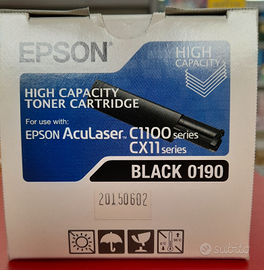 EPSON
HIGH
CAPACITY
HIGH CAPACITY
TONER CARTRIDGE
For use with:
EPSON AcuLaser™ C1100 series
CX11 series
BLACK 0190
20150602
subito